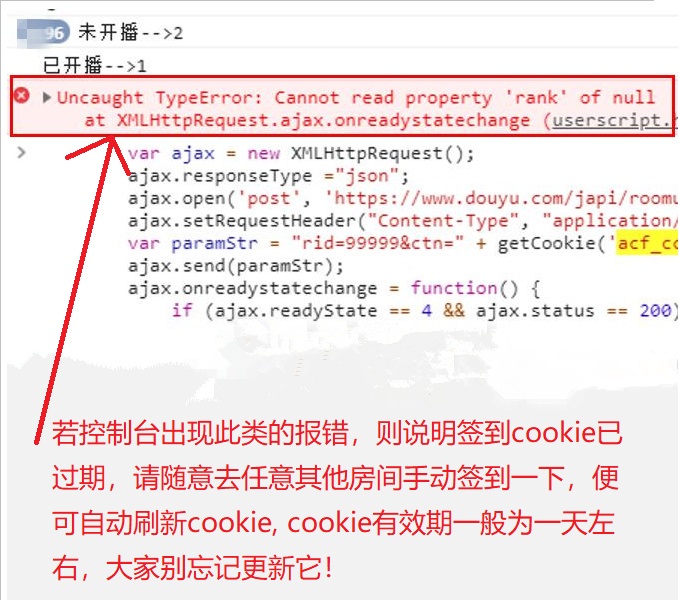 96 未开播-->2
已开播-->1
Uncaught TypeError: Cannot read property 'rank' of null
at XMLHttpRequest.ajax.onreadystatechange (userscript.
var ajax = new XMLHttpRequest();
ajax.responseType ="json";
ajax.open('post', 'https://www.douyu.com/japi/roomu
ajax.setRequestHeader("Content-Type", "application/
var paramStr = "rid=99999&ctn=" + getCookie('acf_cc
ajax.send(paramStr);
ajax.onreadystatechange = function() {
if (ajax.readyState == 4 && ajax.status == 200)
若控制台出现此类的报错，则说明签到cookie已
过期，请随意去任意其他房间手动签到一下，便
可自动刷新cookie, cookie有效期一般为一天左
右，大家别忘记更新它！